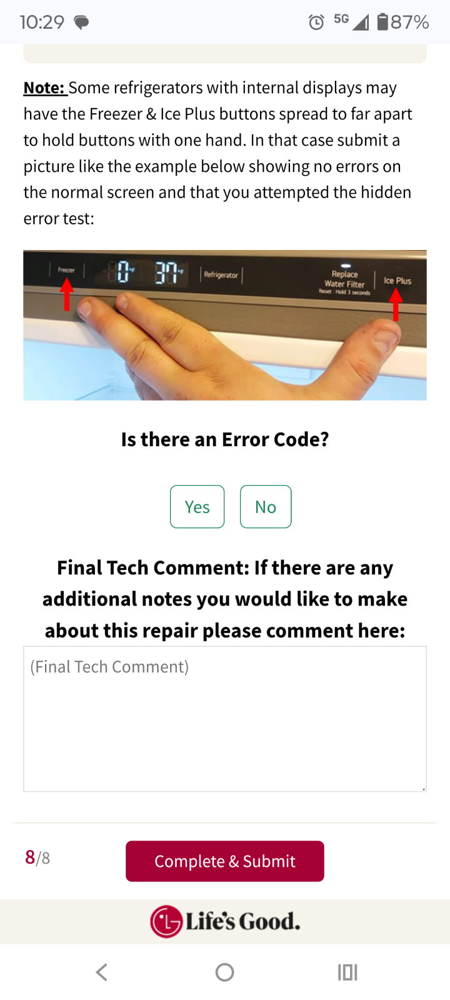 10:29
5G
87%
Note: Some refrigerators with internal displays may
have the Freezer & Ice Plus buttons spread to far apart
to hold buttons with one hand. In that case submit a
picture like the example below showing no errors on
the normal screen and that you attempted the hidden
error test:
Freezer
0°F
37°F
Refrigerator
Replace
Water Filter
Reset : Hold 3 seconds
Ice Plus
Is there an Error Code?
Yes
No
Final Tech Comment: If there are any
additional notes you would like to make
about this repair please comment here:
(Final Tech Comment)
8/8
Complete & Submit
LG Life's Good.